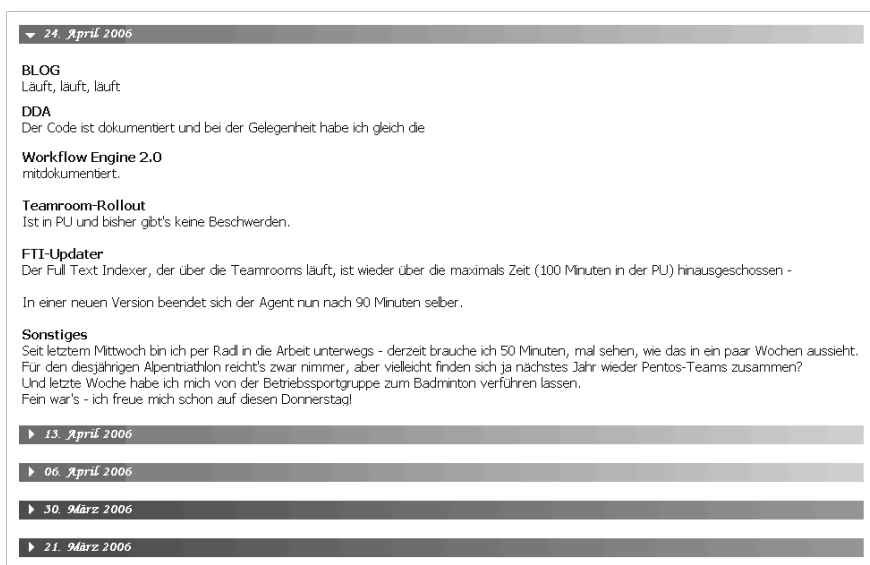 24. April 2006
BLOG
Läuft, läuft, läuft
DDA
Der Code ist dokumentiert und bei der Gelegenheit habe ich gleich die
Workflow Engine 2.0
mitdokumentiert.
Teamroom-Rollout
Ist in PU und bisher gibt's keine Beschwerden.
FTI-Updater
Der Full Text Indexer, der über die Teamrooms läuft, ist wieder über die maximals Zeit (100 Minuten in der PU) hinausgeschossen -
In einer neuen Version beendet sich der Agent nun nach 90 Minuten selber.
Sonstiges
Seit letztem Mittwoch bin ich per Radl in die Arbeit unterwegs - derzeit brauche ich 50 Minuten, mal sehen, wie das in ein paar Wochen aussieht.
Für den diesjährigen Alpentriathlon reicht's zwar nimmer, aber vielleicht finden sich ja nächstes Jahr wieder Pentos-Teams zusammen?
Und letzte Woche habe ich mich von der Betriebssportgruppe zum Badminton verführen lassen.
Fein war's - ich freue mich schon auf diesen Donnerstag!
13. April 2006
06. April 2006
30. März 2006
21. März 2006